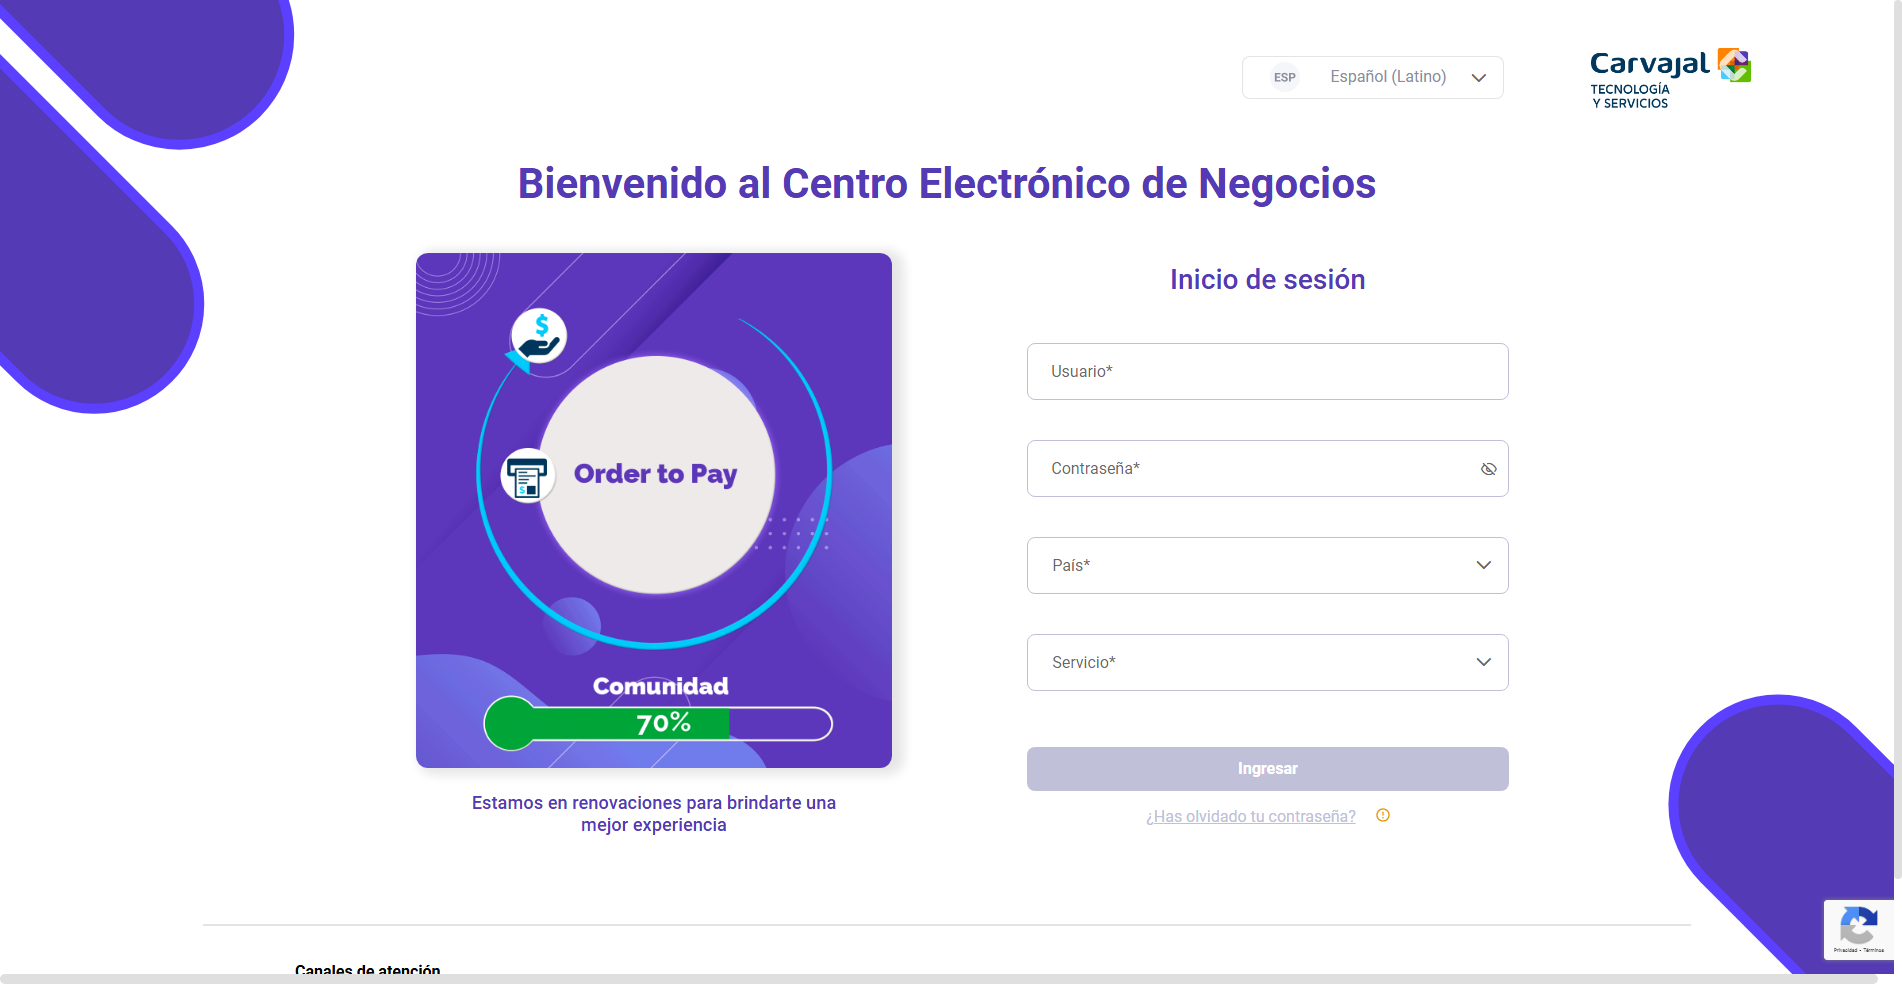 ESP
Español (Latino)
Carvajal
TECNOLOGÍA
Y SERVICIOS
Bienvenido al Centro Electrónico de Negocios
$
Order to Pay
$
Comunidad
70%
Estamos en renovaciones para brindarte una
mejor experiencia
Inicio de sesión
Usuario*
Contraseña*
País*
Servicio*
Ingresar
¿Has olvidado tu contraseña?
Privacidad - Términos
Canales de atención